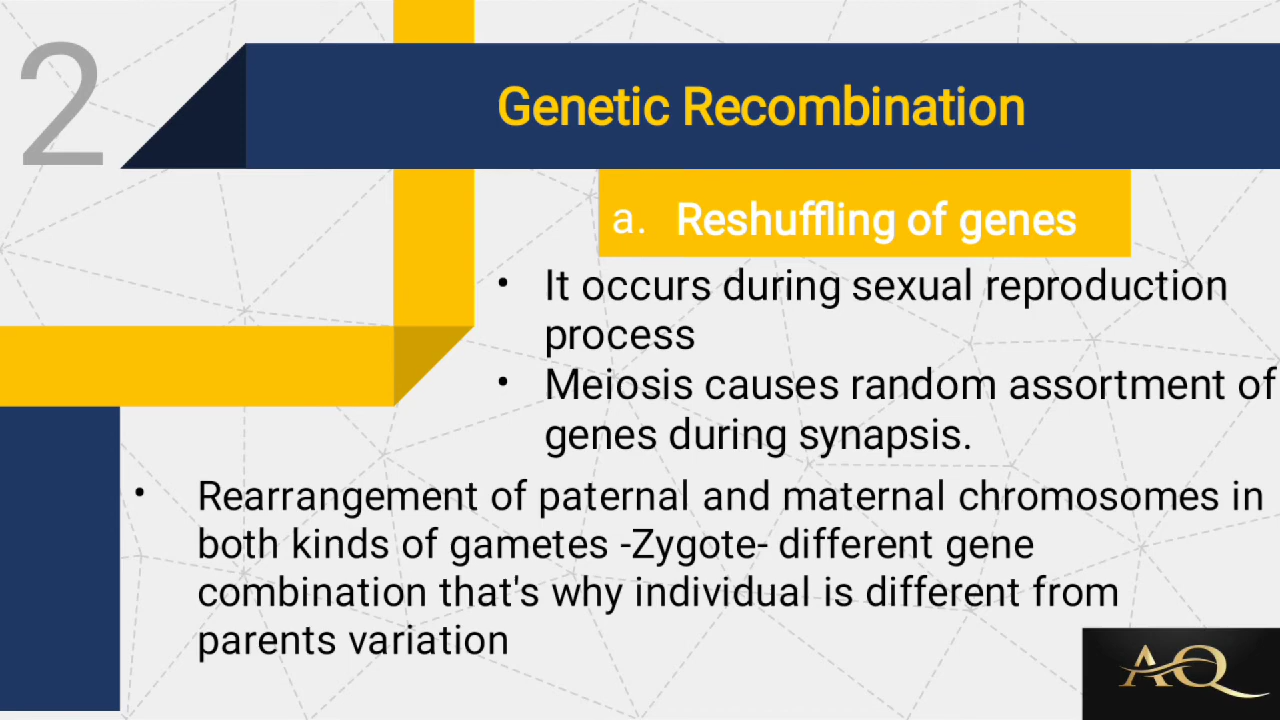 2
Genetic Recombination
a. Reshuffling of genes
• It occurs during sexual reproduction
process
• Meiosis causes random assortment of
genes during synapsis.
• Rearrangement of paternal and maternal chromosomes in
both kinds of gametes -Zygote- different gene
combination that's why individual is different from
parents variation
AQ